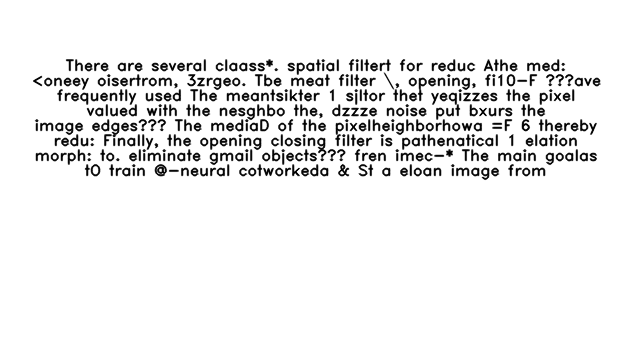 There are several claass*. spatial filtert for reduc Athe med:
<oneey oisertrom, 3zrgeo. Tbe meat filter \, opening, fi10-F ???ave
frequently used The meantsikter 1 sjltor thet yeqizzes the pixel
valued with the nesghbo the, dzzze noise put bxurs the
image edges??? The mediaD of the pixelheighborhowa =F 6 thereby
redu: Finally, the opening closing filter is pathenatical 1 elation
morph: to. eliminate gmail objects??? fren imec-* The main goalas
tO train @-neural cotworkeda & St a eloan image from